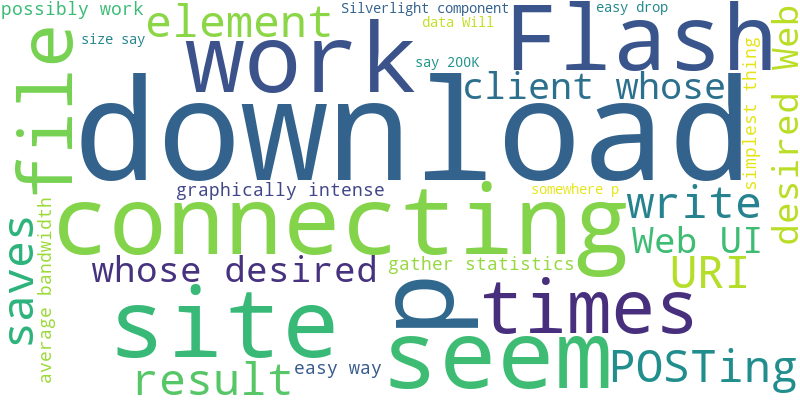 possibly work
element
Silverlight component
easy drop
data will
size say
work
say 200K
Flash
client whose
simplest thing
desired Web
file
download
graphically intense
somewhere p
connecting
write
Web UI
saves
average bandwidth
whose desired
gather statistics
URI
site
p
times
seem
POSTing
result
easy way